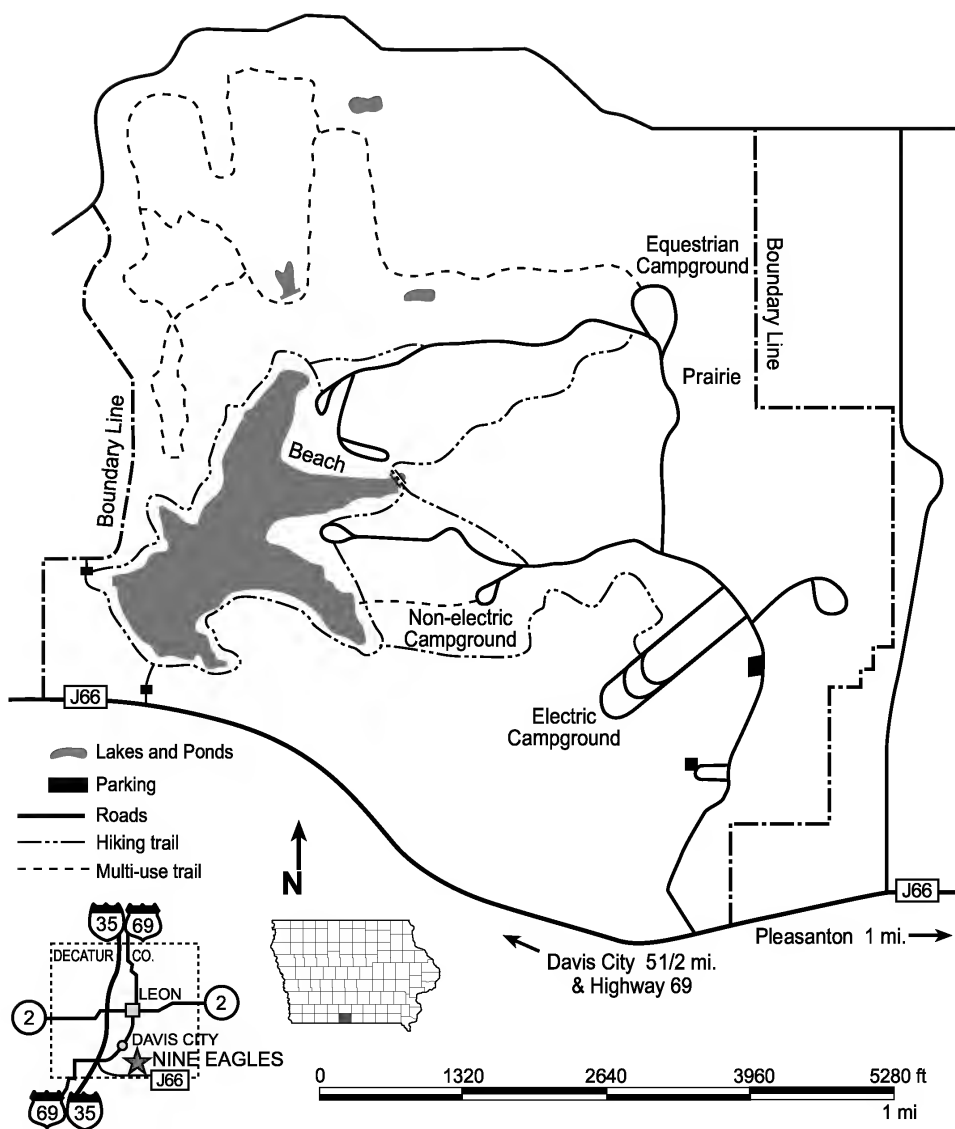 Equestrian
Campground
Boundary Line
Prairie
Boundary Line
Beach
Non-electric
Campground
J66
Electric
Campground
Lakes and Ponds
Parking
Roads
Hiking trail
Multi-use trail
N
J66
Pleasanton 1 mi.
Davis City 51/2 mi.
& Highway 69
35
69
DECATUR CO.
LEON
2
2
DAVIS CITY
NINE EAGLES
J66
69
35
0 1320 2640 3960 5280 ft
1 mi